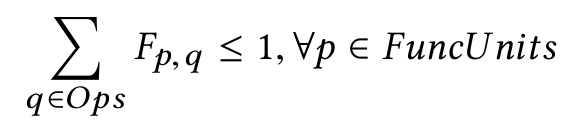 ∑_{q∈Ops} F_{p,q} ≤ 1, ∀p ∈ FuncUnits